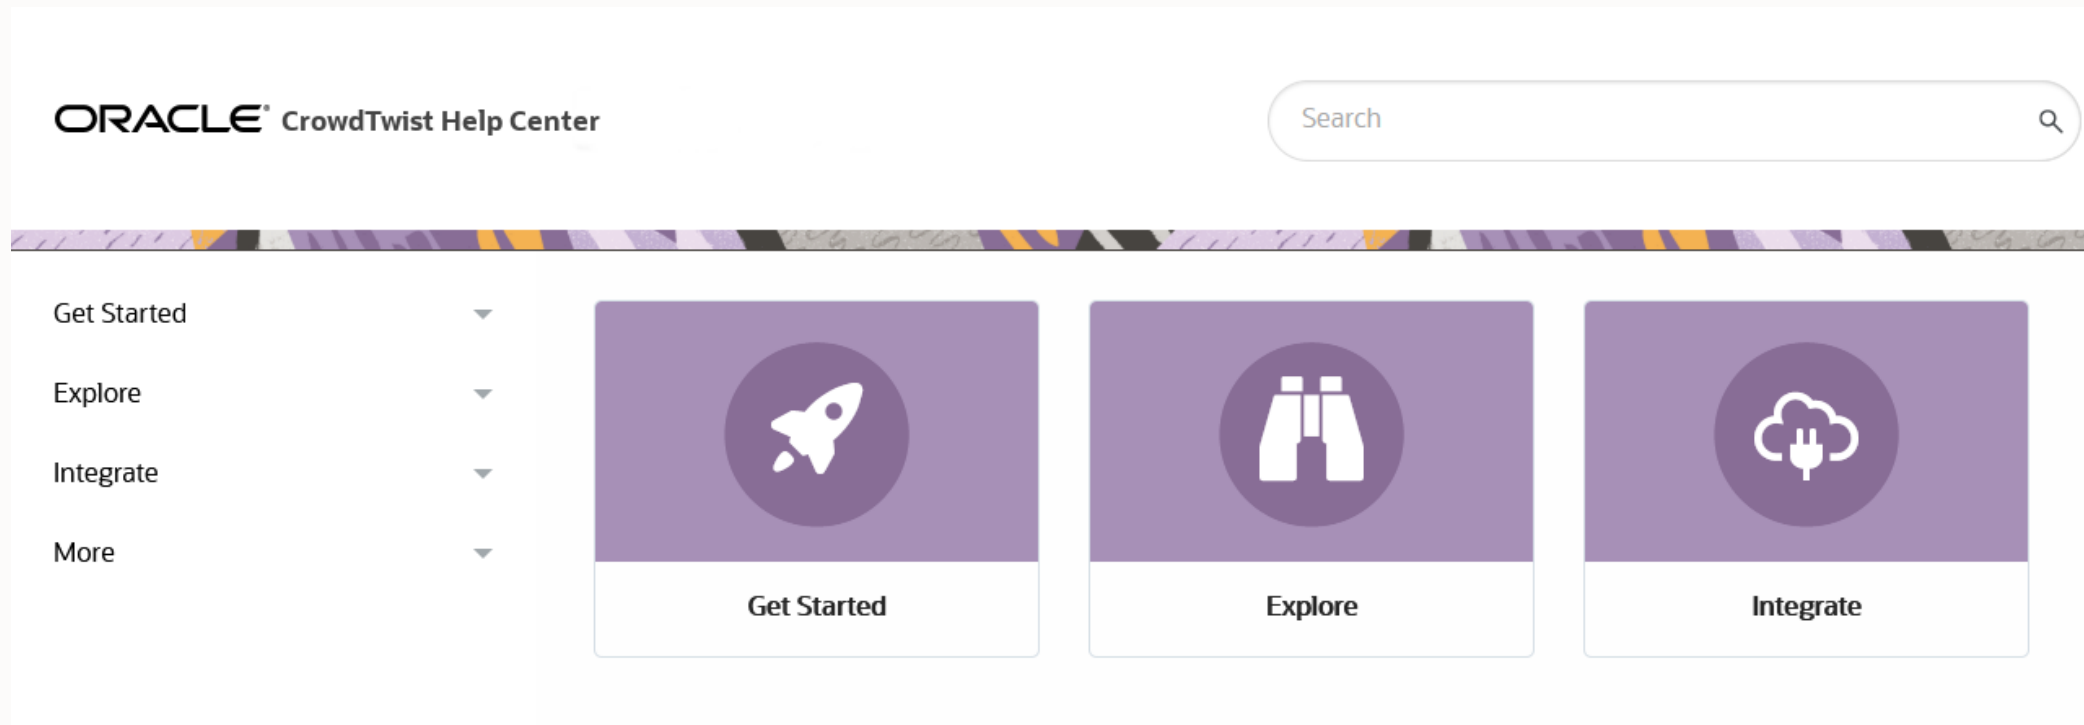 ORACLE® CrowdTwist Help Center
Search
Get Started
Explore
Integrate
More
Get Started
Explore
Integrate